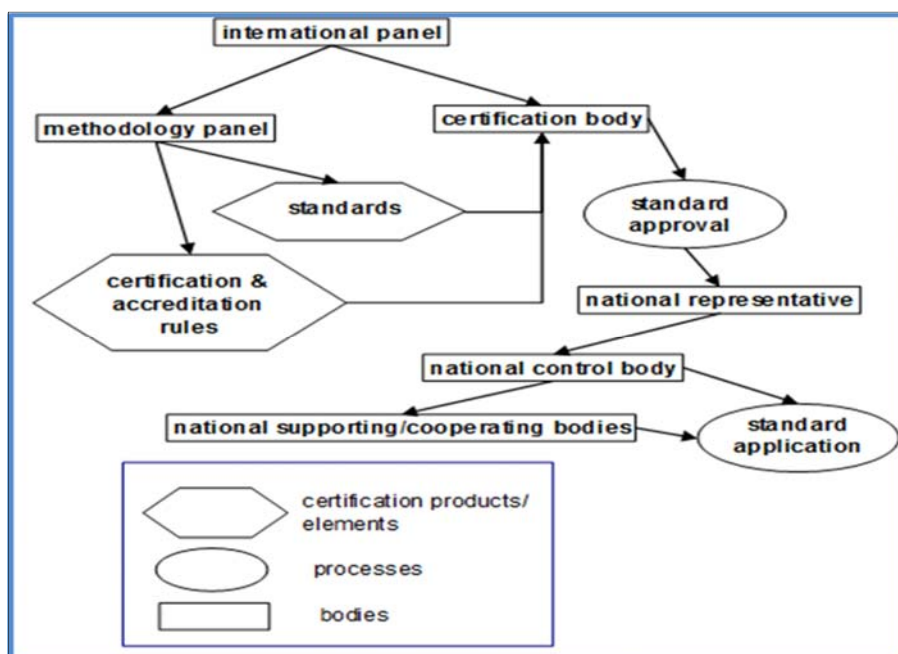 international panel
methodology panel
certification body
standards
standard
approval
certification &
accreditation
rules
national representative
national control body
national supporting/cooperating bodies
standard
application
certification products/
elements
processes
bodies